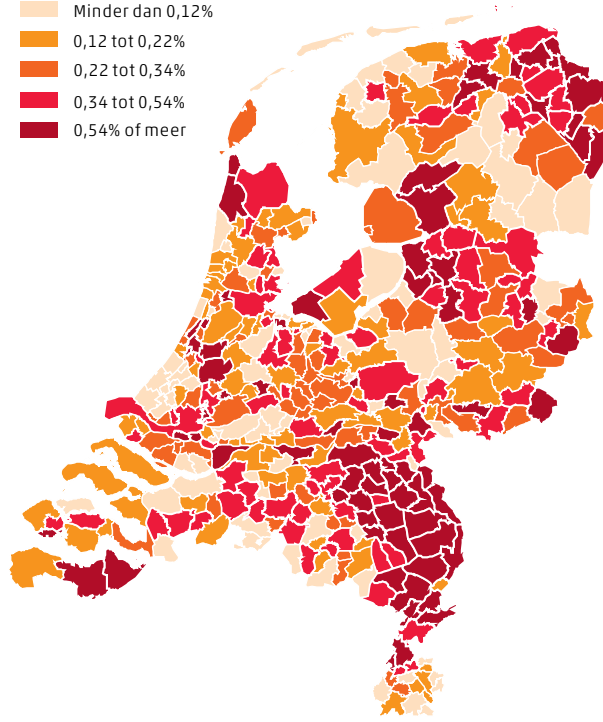 Minder dan 0,12%
0,12 tot 0,22%
0,22 tot 0,34%
0,34 tot 0,54%
0,54% of meer